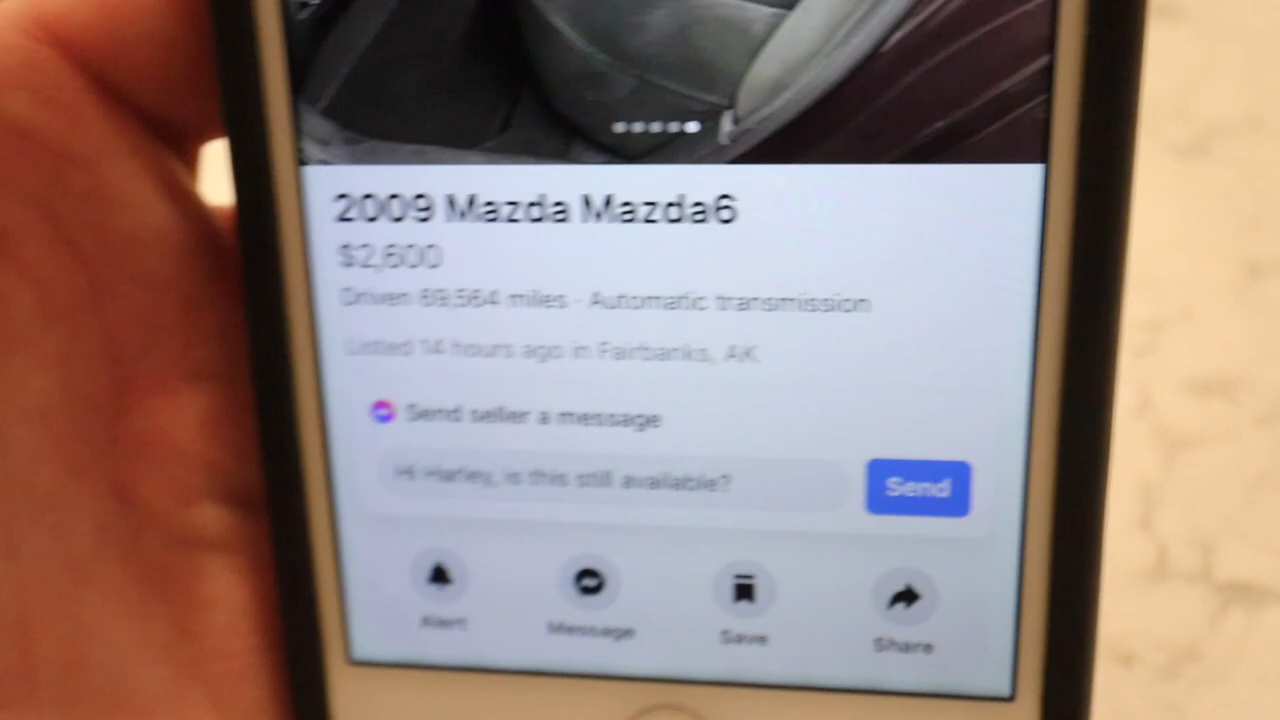 2009 Mazda Mazda6
$2,600
Driven 69,564 miles · Automatic transmission
Listed 14 hours ago in Fairbanks, AK
Send seller a message
Hi Harley, is this still available?
Send
Alert
Message
Save
Share